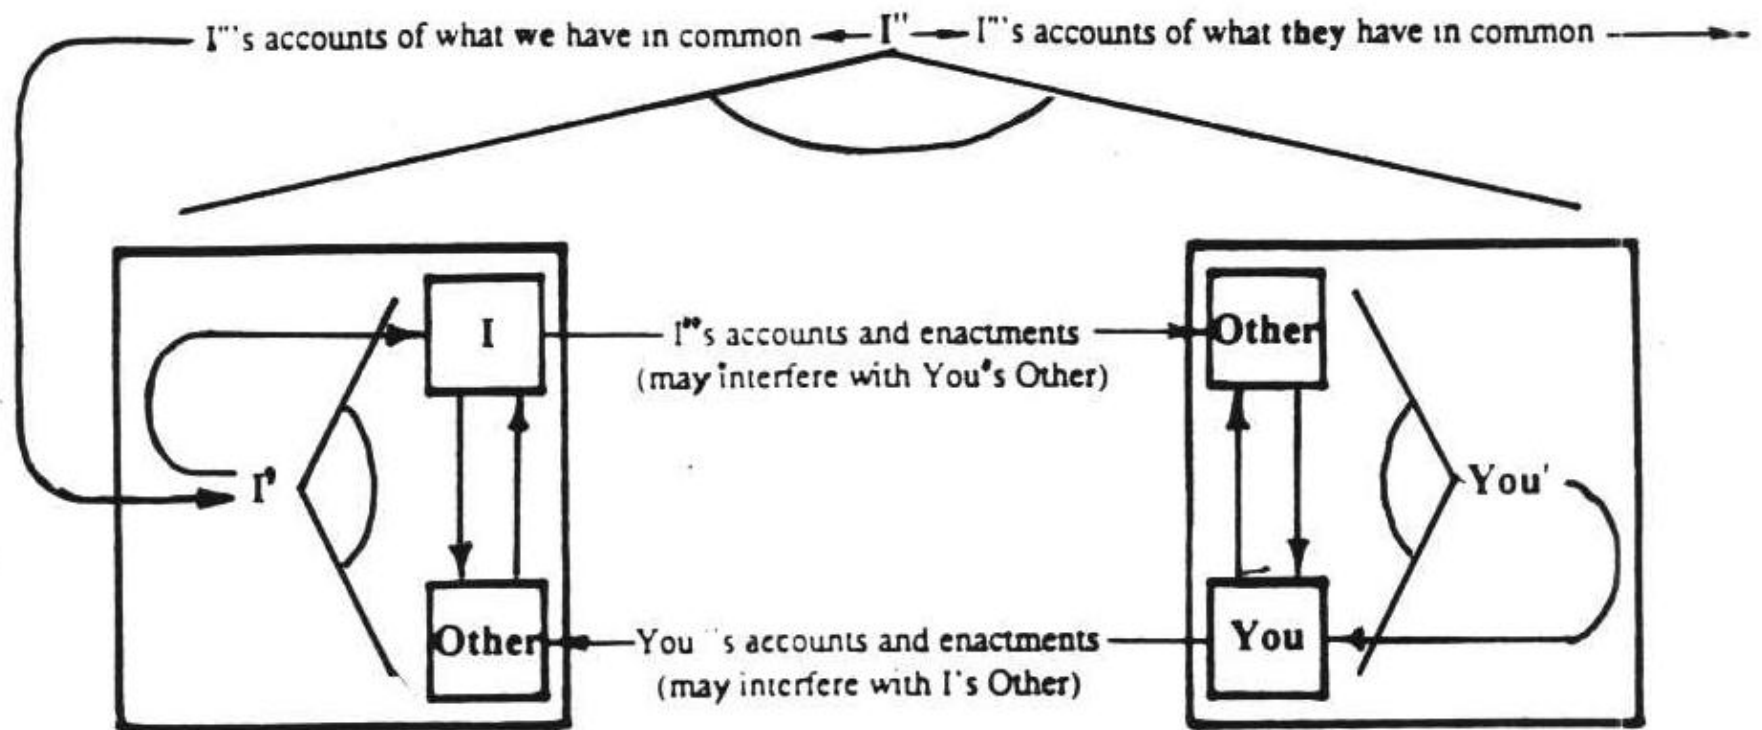 I"'s accounts of what we have in common I" I"'s accounts of what they have in common
I Other
I"'s accounts and enactments
(may interfere with You's Other)
I' You'
Other You
You 's accounts and enactments
(may interfere with I's Other)